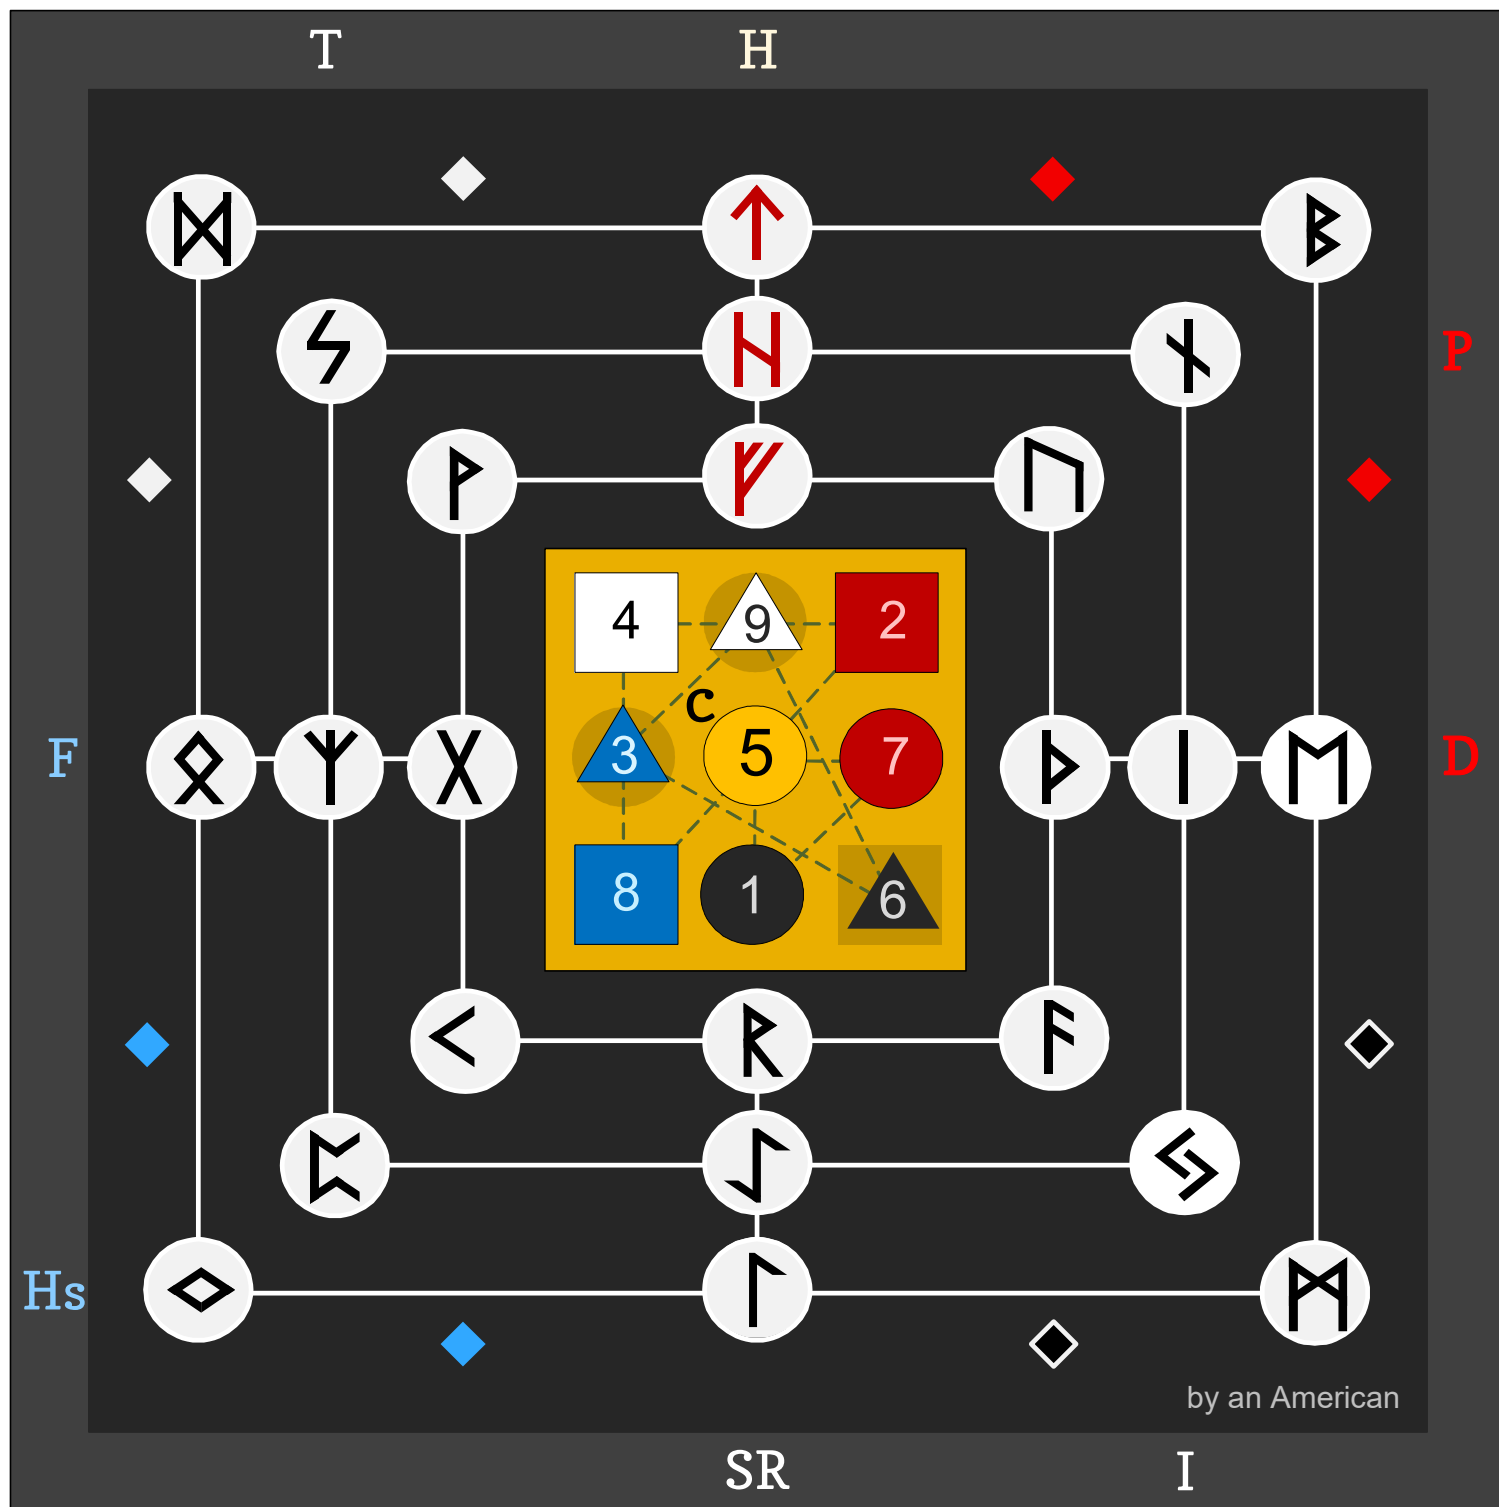 T H
ᛞ ᛏ ᛒ
ᛋ ᚺ ᚾ
P
ᚹ ᚠ ᚢ
4 9 2
c
F ᛟ ᛉ ᚷ 3 5 7 ᚦ ᛁ ᛖ D
8 1 6
ᚲ ᚱ ᚨ
ᛈ ᛇ ᛃ
Hs ᛜ ᛚ ᛗ
by an American
SR I